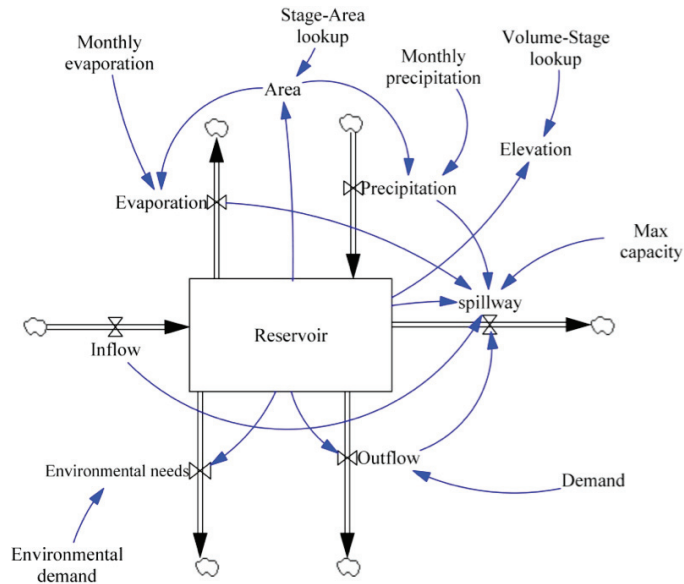 Stage-Area
lookup
Monthly
evaporation
Monthly
precipitation
Volume-Stage
lookup
Area
Elevation
Evaporation
Precipitation
Max
capacity
spillway
Reservoir
Inflow
Environmental needs
Outflow
Demand
Environmental
demand